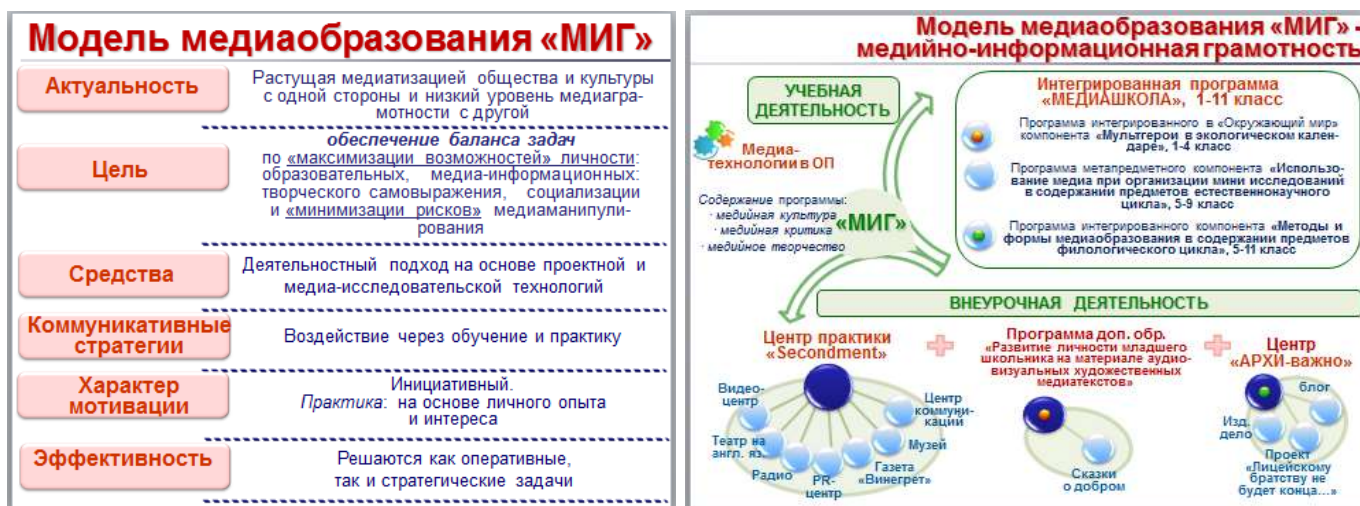 Модель медиаобразования «МИГ»
Актуальность
Растущая медиатизацией общества и культуры
с одной стороны и низкий уровень медиагра-
мотности с другой
Цель
обеспечение баланса задач
по «максимизации возможностей» личности:
образовательных, медиа-информационных:
творческого самовыражения, социализации
и «минимизации рисков» медиаманипули-
рования
Средства
Деятельностный подход на основе проектной и
медиа-исследовательской технологий
Коммуникативные
стратегии
Воздействие через обучение и практику
Характер
мотивации
Инициативный.
Практика: на основе личного опыта
и интереса
Эффективность
Решаются как оперативные,
так и стратегические задачи
Модель медиаобразования «МИГ» -
медийно-информационная грамотность
УЧЕБНАЯ
ДЕЯТЕЛЬНОСТЬ
Медиа-
технологии в ОП
Содержание программы:
· медийная культура
· медийная критика
· медийное творчество
«МИГ»
Интегрированная программа
«МЕДИАШКОЛА», 1-11 класс
Программа интегрированного в «Окружающий мир»
компонента «Мультгерои в экологическом кален-
даре», 1-4 класс
Программа метапредметного компонента «Использо-
вание медиа при организации мини исследований
в содержании предметов естественнонаучного
цикла», 5-9 класс
Программа интегрированного компонента «Методы и
формы медиаобразования в содержании предметов
филологического цикла», 5-11 класс
ВНЕУРОЧНАЯ ДЕЯТЕЛЬНОСТЬ
Центр практики
«Secondment»
Видео-
центр
Театр на
англ. яз.
Радио
PR-
центр
Газета
«Винегрет»
Музей
Центр
коммуни-
каций
Программа доп. обр.
«Развитие личности младшего
школьника на материале аудио-
визуальных художественных
медиатекстов»
Сказки
о добром
Центр
«АРХИ-важно»
блог
Изд.
дело
Проект
«Лицейскому
братству не
будет конца...»